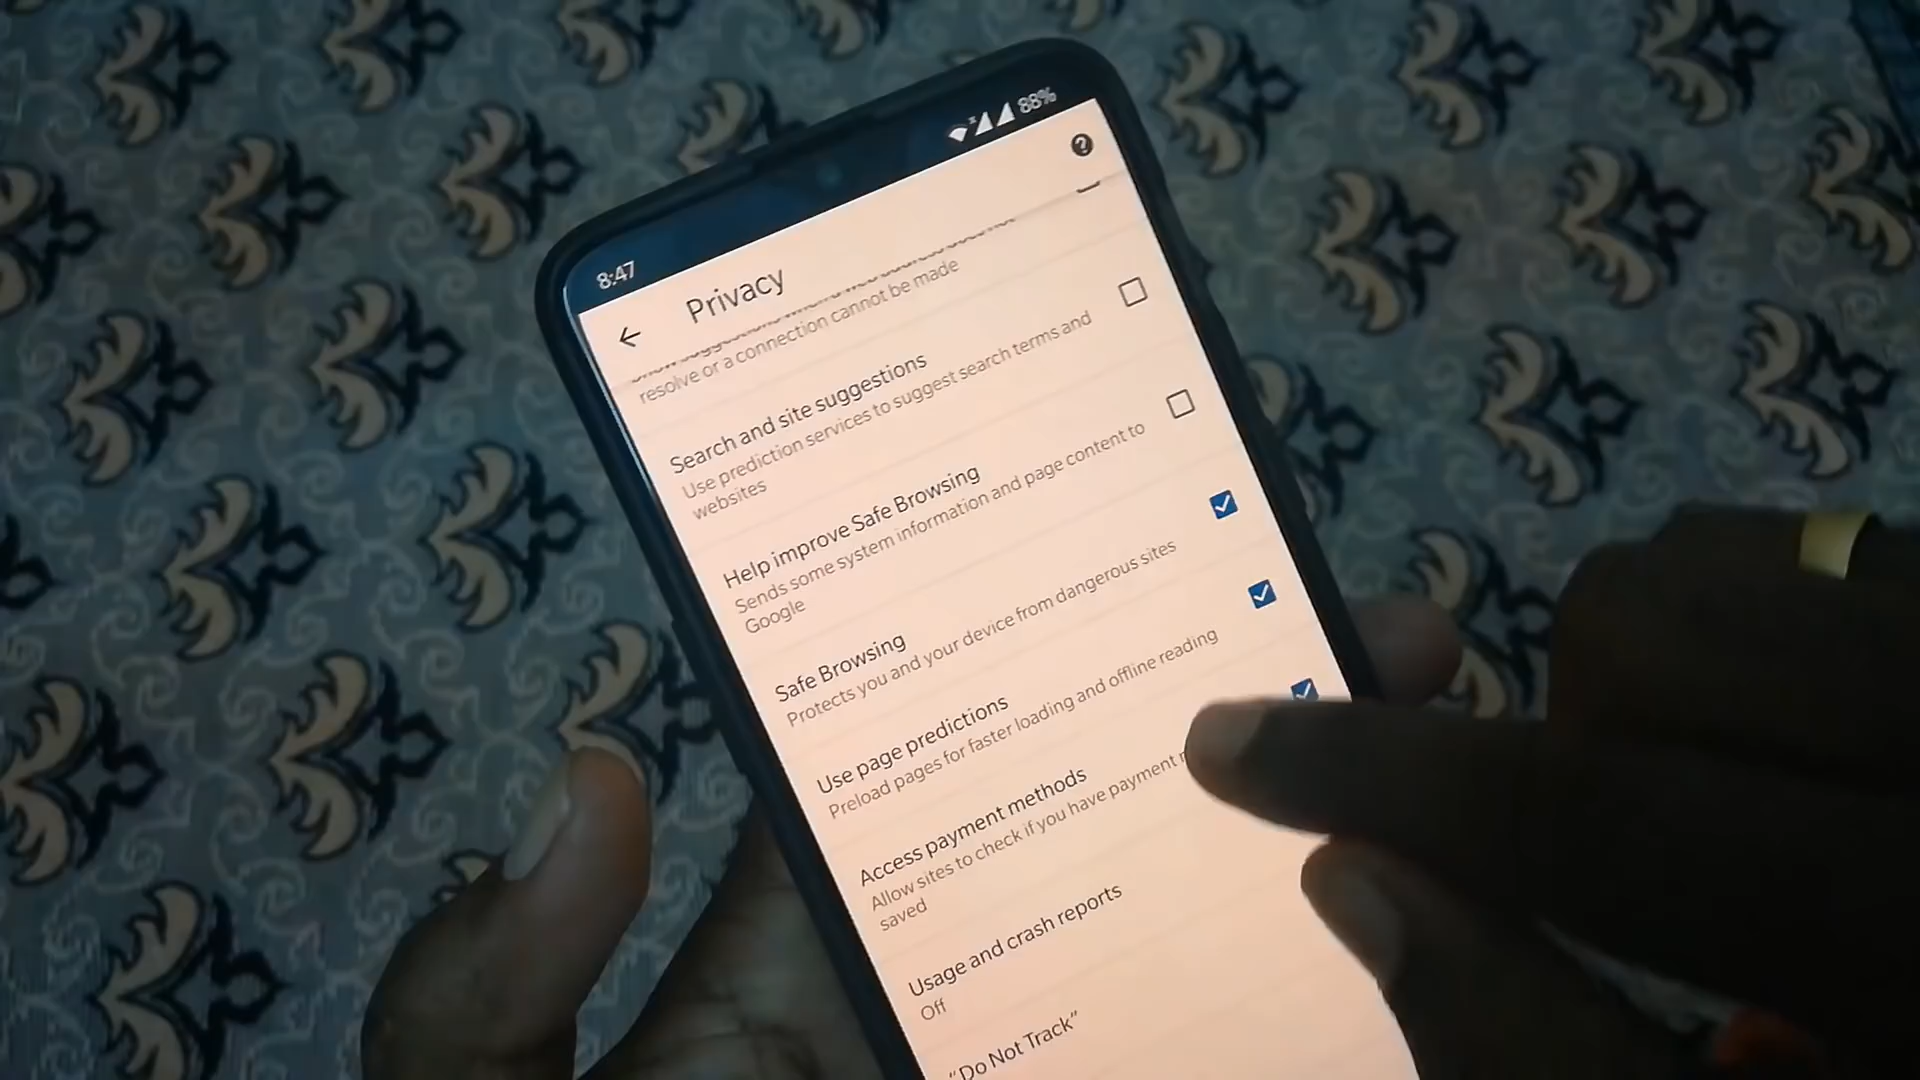 88%
8:47
Privacy
resolve or a connection cannot be made
Search and site suggestions
Use prediction services to suggest search terms and
websites
Help improve Safe Browsing
Sends some system information and page content to
Google
Safe Browsing
Protects you and your device from dangerous sites
Use page predictions
Preload pages for faster loading and offline reading
Access payment methods
Allow sites to check if you have payment
saved
Usage and crash reports
Off
"Do Not Track"